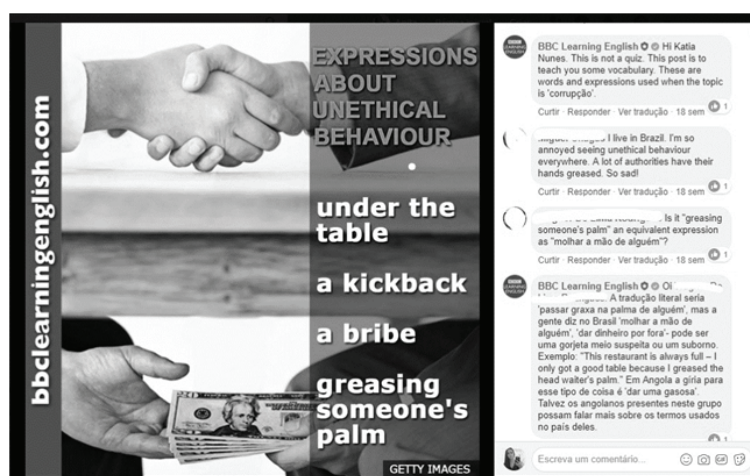 bbclearningenglish.com
EXPRESSIONS
ABOUT
UNETHICAL
BEHAVIOUR
under the
table
a kickback
a bribe
greasing
someone's
palm
GETTY IMAGES
BBC Learning English Hi Katia
Nunes. This is not a quiz. This post is to
teach you some vocabulary. These are
words and expressions used when the topic
is 'corrupção'.
Curtir · Responder · Ver tradução · 18 sem 1
I live in Brazil. I'm so
annoyed seeing unethical behaviour
everywhere. A lot of authorities have their
hands greased. So sad!
Curtir · Responder · Ver tradução · 18 sem 1
Is it "greasing
someone's palm" an equivalent expression
as "molhar a mão de alguém"?
Curtir · Responder · Ver tradução · 18 sem 1
BBC Learning English Oi
A tradução literal seria
'passar graxa na palma de alguém', mas a
gente diz no Brasil 'molhar a mão de
alguém', 'dar dinheiro por fora'- pode ser
uma gorjeta meio suspeita ou um suborno.
Exemplo: "This restaurant is always full – I
only got a good table because I greased the
head waiter's palm." Em Angola a gíria para
esse tipo de coisa é 'dar uma gasosa'.
Talvez os angolanos presentes neste grupo
possam falar mais sobre os termos usados
no país deles.
1
Escreva um comentário...